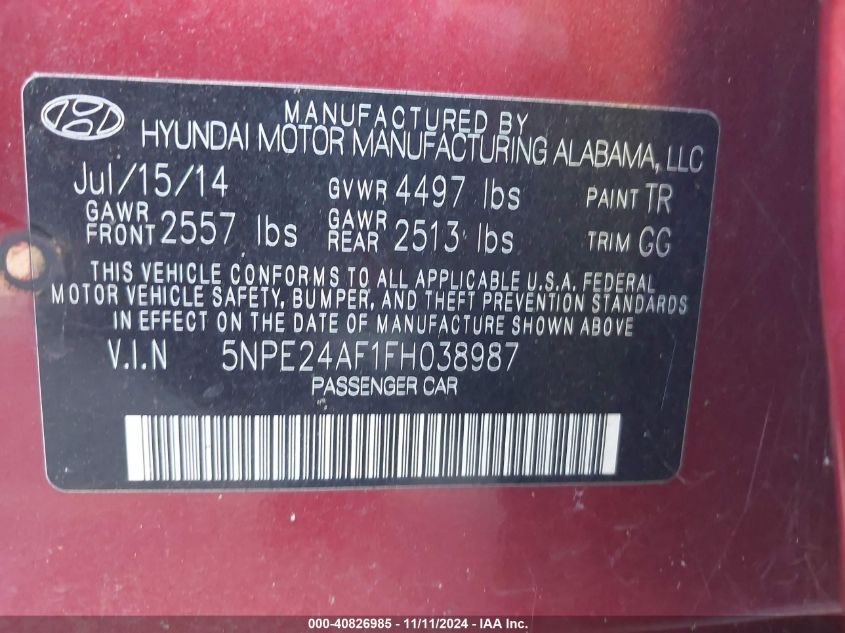 MANUFACTURED BY
HYUNDAI MOTOR MANUFACTURING ALABAMA, LLC
Jul/15/14 GVWR 4497 lbs PAINT TR
GAWR FRONT 2557 lbs GAWR REAR 2513 lbs TRIM GG
THIS VEHICLE CONFORMS TO ALL APPLICABLE U.S.A. FEDERAL
MOTOR VEHICLE SAFETY, BUMPER, AND THEFT PREVENTION STANDARDS
IN EFFECT ON THE DATE OF MANUFACTURE SHOWN ABOVE
V.I.N 5NPE24AF1FH038987
PASSENGER CAR
000-40826985 - 11/11/2024 - IAA Inc.